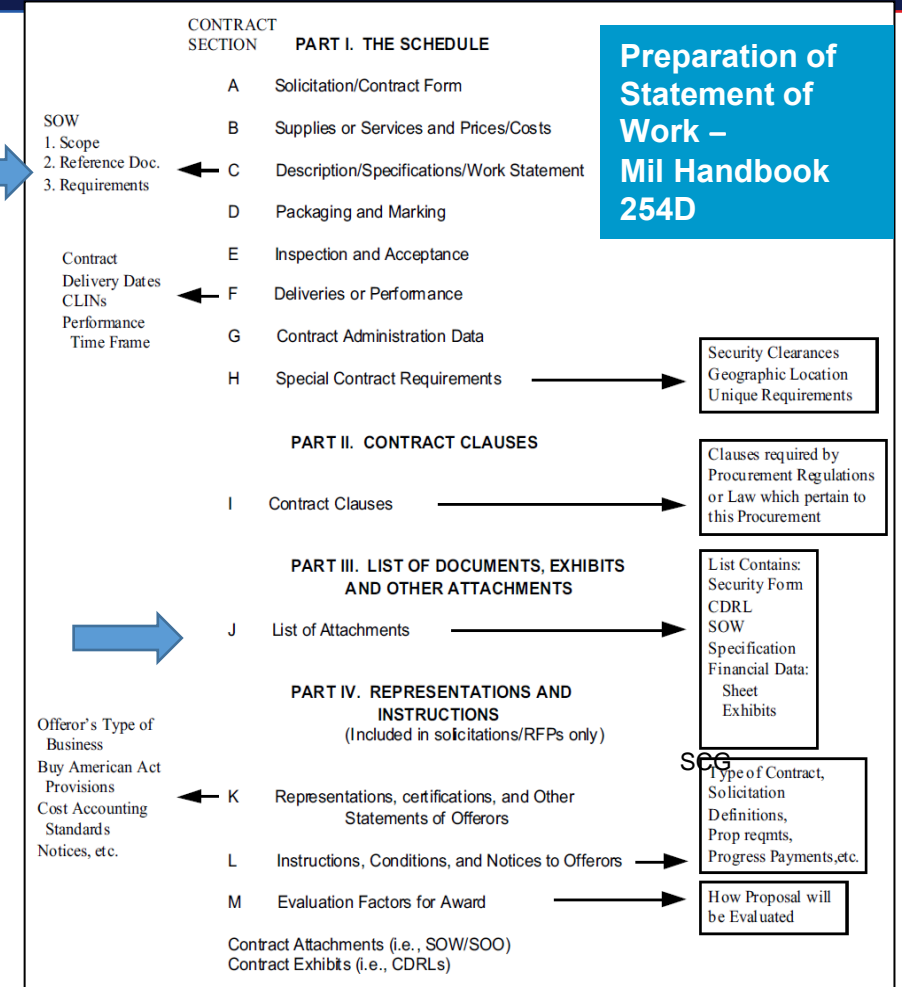 CONTRACT
SECTION PART I. THE SCHEDULE
Preparation of
Statement of
Work –
Mil Handbook
254D
A Solicitation/Contract Form
B Supplies or Services and Prices/Costs
SOW
1. Scope
2. Reference Doc.
3. Requirements
C Description/Specifications/Work Statement
D Packaging and Marking
E Inspection and Acceptance
Contract
Delivery Dates
CLINs
Performance
Time Frame
F Deliveries or Performance
G Contract Administration Data
H Special Contract Requirements
Security Clearances
Geographic Location
Unique Requirements
PART II. CONTRACT CLAUSES
I Contract Clauses
Clauses required by
Procurement Regulations
or Law which pertain to
this Procurement
PART III. LIST OF DOCUMENTS, EXHIBITS
AND OTHER ATTACHMENTS
J List of Attachments
List Contains:
Security Form
CDRL
SOW
Specification
Financial Data:
Sheet
Exhibits
SCG
PART IV. REPRESENTATIONS AND
INSTRUCTIONS
(Included in solicitations/RFPs only)
Offeror's Type of
Business
Buy American Act
Provisions
Cost Accounting
Standards
Notices, etc.
K Representations, certifications, and Other
Statements of Offerors
L Instructions, Conditions, and Notices to Offerors
Type of Contract,
Solicitation
Definitions,
Prop reqmts,
Progress Payments,etc.
M Evaluation Factors for Award
How Proposal will
be Evaluated
Contract Attachments (i.e., SOW/SOO)
Contract Exhibits (i.e., CDRLs)